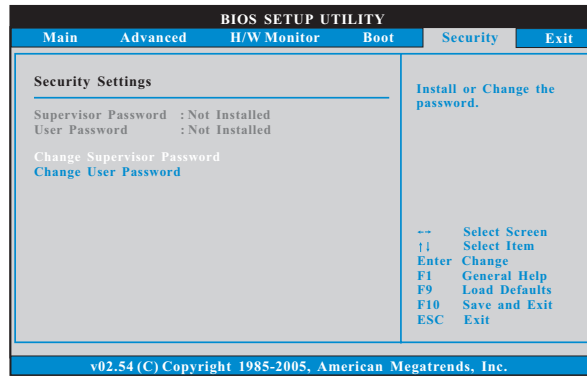 BIOS SETUP UTILITY
Main Advanced H/W Monitor Boot Security Exit
Security Settings
Supervisor Password : Not Installed
User Password : Not Installed
Change Supervisor Password
Change User Password
Install or Change the
password.
←→ Select Screen
↑↓ Select Item
Enter Change
F1 General Help
F9 Load Defaults
F10 Save and Exit
ESC Exit
v02.54 (C) Copyright 1985-2005, American Megatrends, Inc.